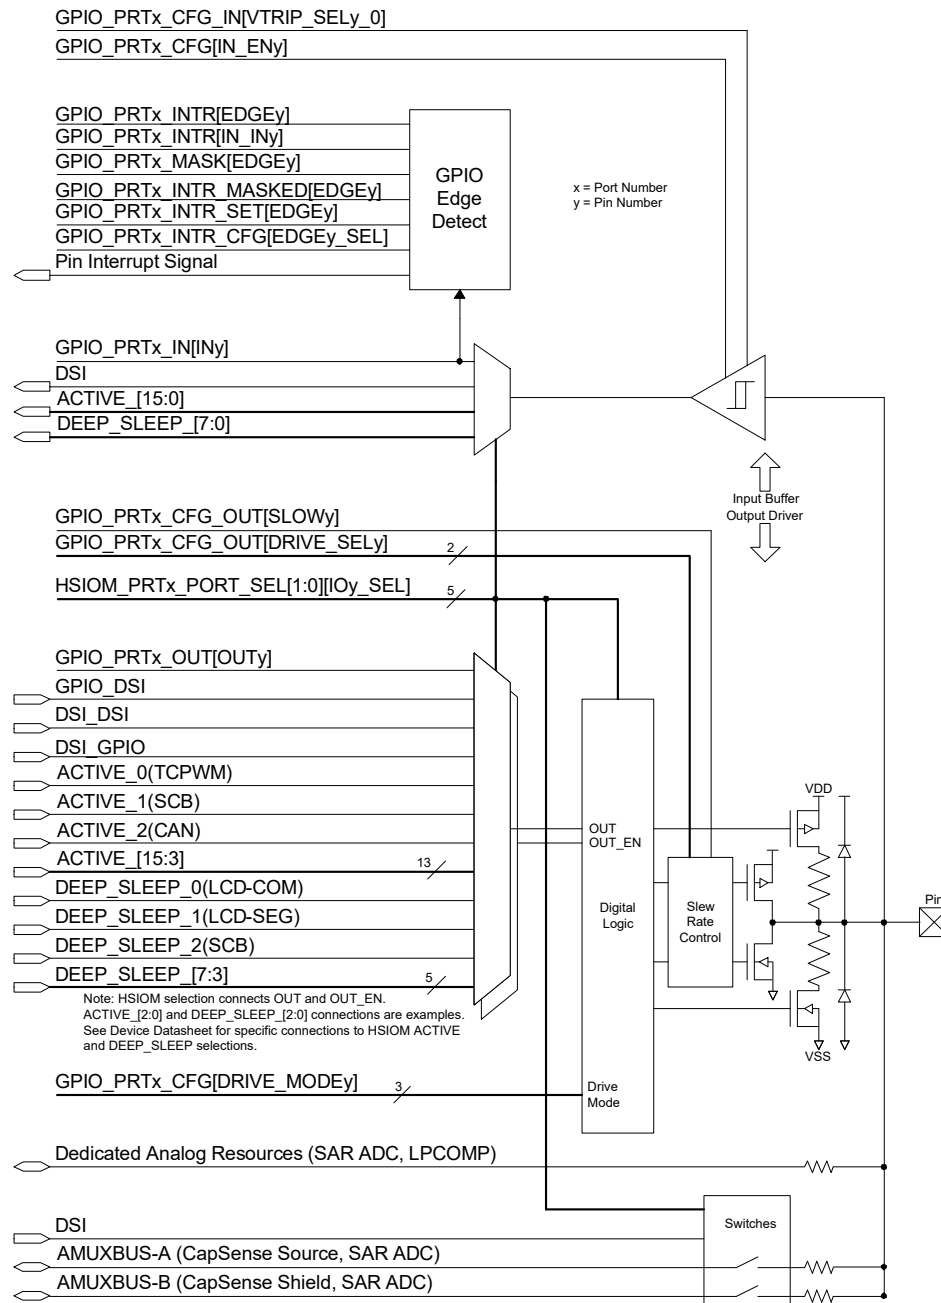 GPIO_PRTx_CFG_IN[VTRIP_SELy_0]
GPIO_PRTx_CFG[IN_ENy]
GPIO_PRTx_INTR[EDGEy]
GPIO_PRTx_INTR[IN_INy]
GPIO_PRTx_MASK[EDGEy]
GPIO_PRTx_INTR_MASKED[EDGEy]
GPIO_PRTx_INTR_SET[EDGEy]
GPIO_PRTx_INTR_CFG[EDGEy_SEL]
Pin Interrupt Signal
GPIO
Edge
Detect
x = Port Number
y = Pin Number
GPIO_PRTx_IN[INy]
DSI
ACTIVE_[15:0]
DEEP_SLEEP_[7:0]
Input Buffer
Output Driver
GPIO_PRTx_CFG_OUT[SLOWy]
GPIO_PRTx_CFG_OUT[DRIVE_SELy]
2
HSIOM_PRTx_PORT_SEL[1:0][IOy_SEL]
5
GPIO_PRTx_OUT[OUTy]
GPIO_DSI
DSI_DSI
DSI_GPIO
ACTIVE_0(TCPWM)
ACTIVE_1(SCB)
ACTIVE_2(CAN)
ACTIVE_[15:3]
13
DEEP_SLEEP_0(LCD-COM)
DEEP_SLEEP_1(LCD-SEG)
DEEP_SLEEP_2(SCB)
DEEP_SLEEP_[7:3]
5
Note: HSIOM selection connects OUT and OUT_EN.
ACTIVE_[2:0] and DEEP_SLEEP_[2:0] connections are examples.
See Device Datasheet for specific connections to HSIOM ACTIVE
and DEEP_SLEEP selections.
OUT
OUT_EN
Digital
Logic
Slew
Rate
Control
VDD
Pin
VSS
GPIO_PRTx_CFG[DRIVE_MODEy]
3
Drive
Mode
Dedicated Analog Resources (SAR ADC, LPCOMP)
DSI
Switches
AMUXBUS-A (CapSense Source, SAR ADC)
AMUXBUS-B (CapSense Shield, SAR ADC)